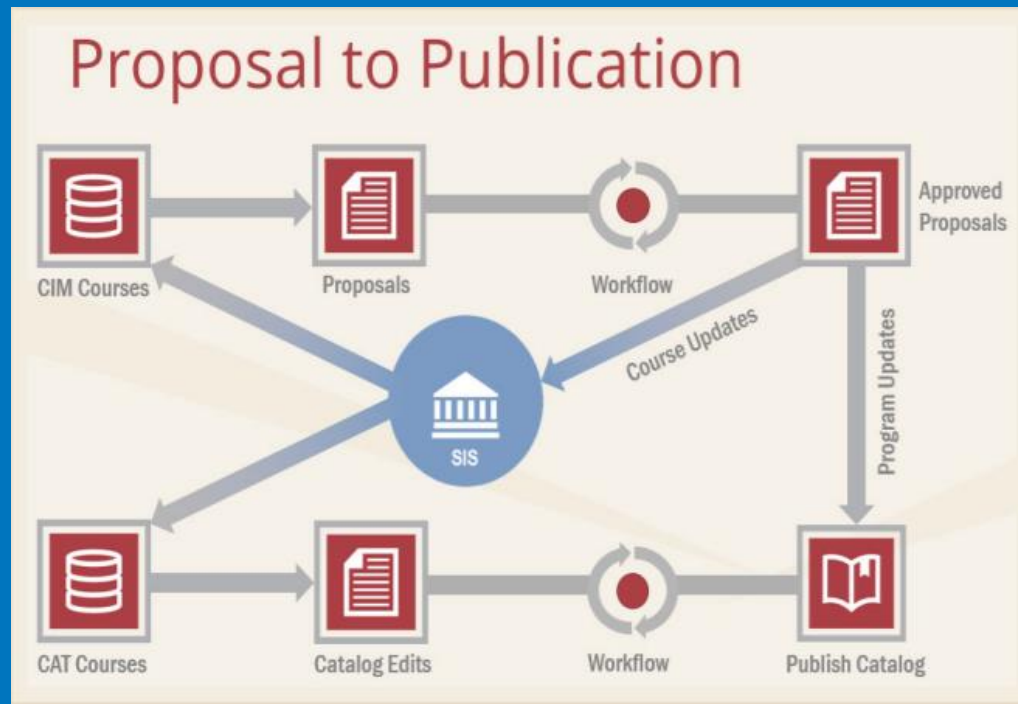 Proposal to Publication
Approved
Proposals
CIM Courses
Proposals
Workflow
Course Updates
Program Updates
SIS
CAT Courses
Catalog Edits
Workflow
Publish Catalog